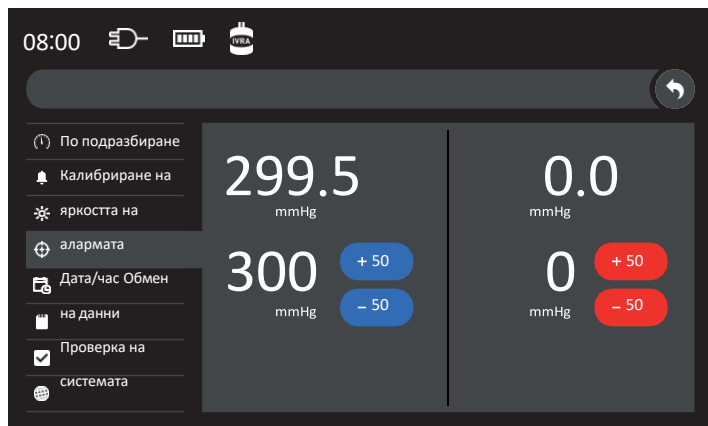 08:00
IVRA
По подразбиране
Калибриране на
яркостта на
алармата
Дата/час Обмен
на данни
Проверка на
системата
299.5
mmHg
300
mmHg
+ 50
– 50
0.0
mmHg
0
mmHg
+ 50
– 50